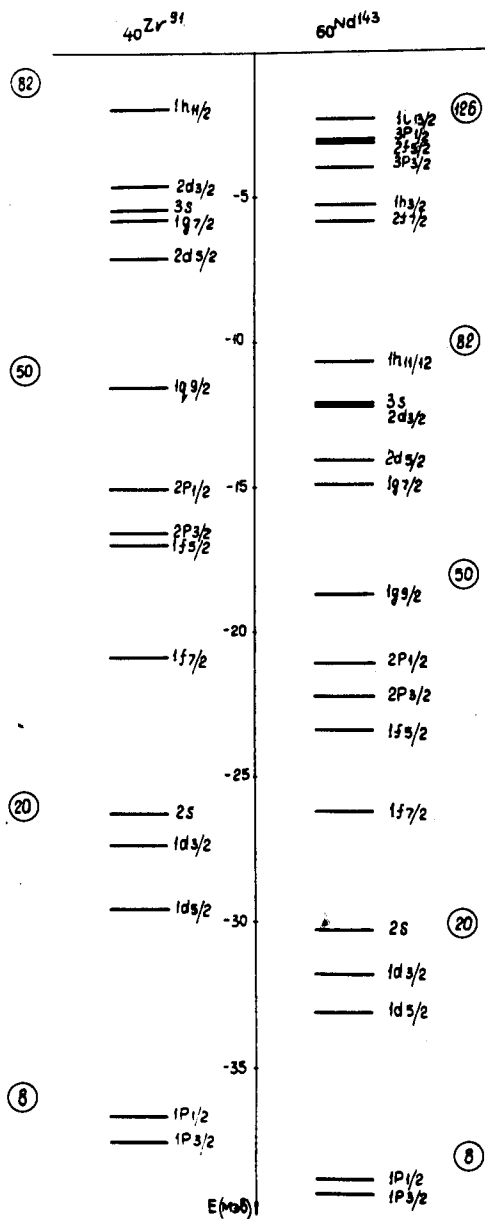 40Zr91 60Nd143
82
1h11/2 1i13/2 126
3P1/2
2f5/2
3P3/2
2d3/2
-5
3s 1h9/2
1g7/2 2f7/2
2d5/2
-10
82
50 1h11/12
1g9/2 3s
2d3/2
2d5/2
2P1/2 -15 1g7/2
2P3/2
1f5/2
50
1g9/2
-20
1f7/2 2P1/2
2P3/2
1f5/2
-25
20 2s 1f7/2
1d3/2
1d5/2
-30
2s 20
1d3/2
1d5/2
-35
8
1P1/2
1P3/2
8
1P1/2
E(Мэв) 1P3/2